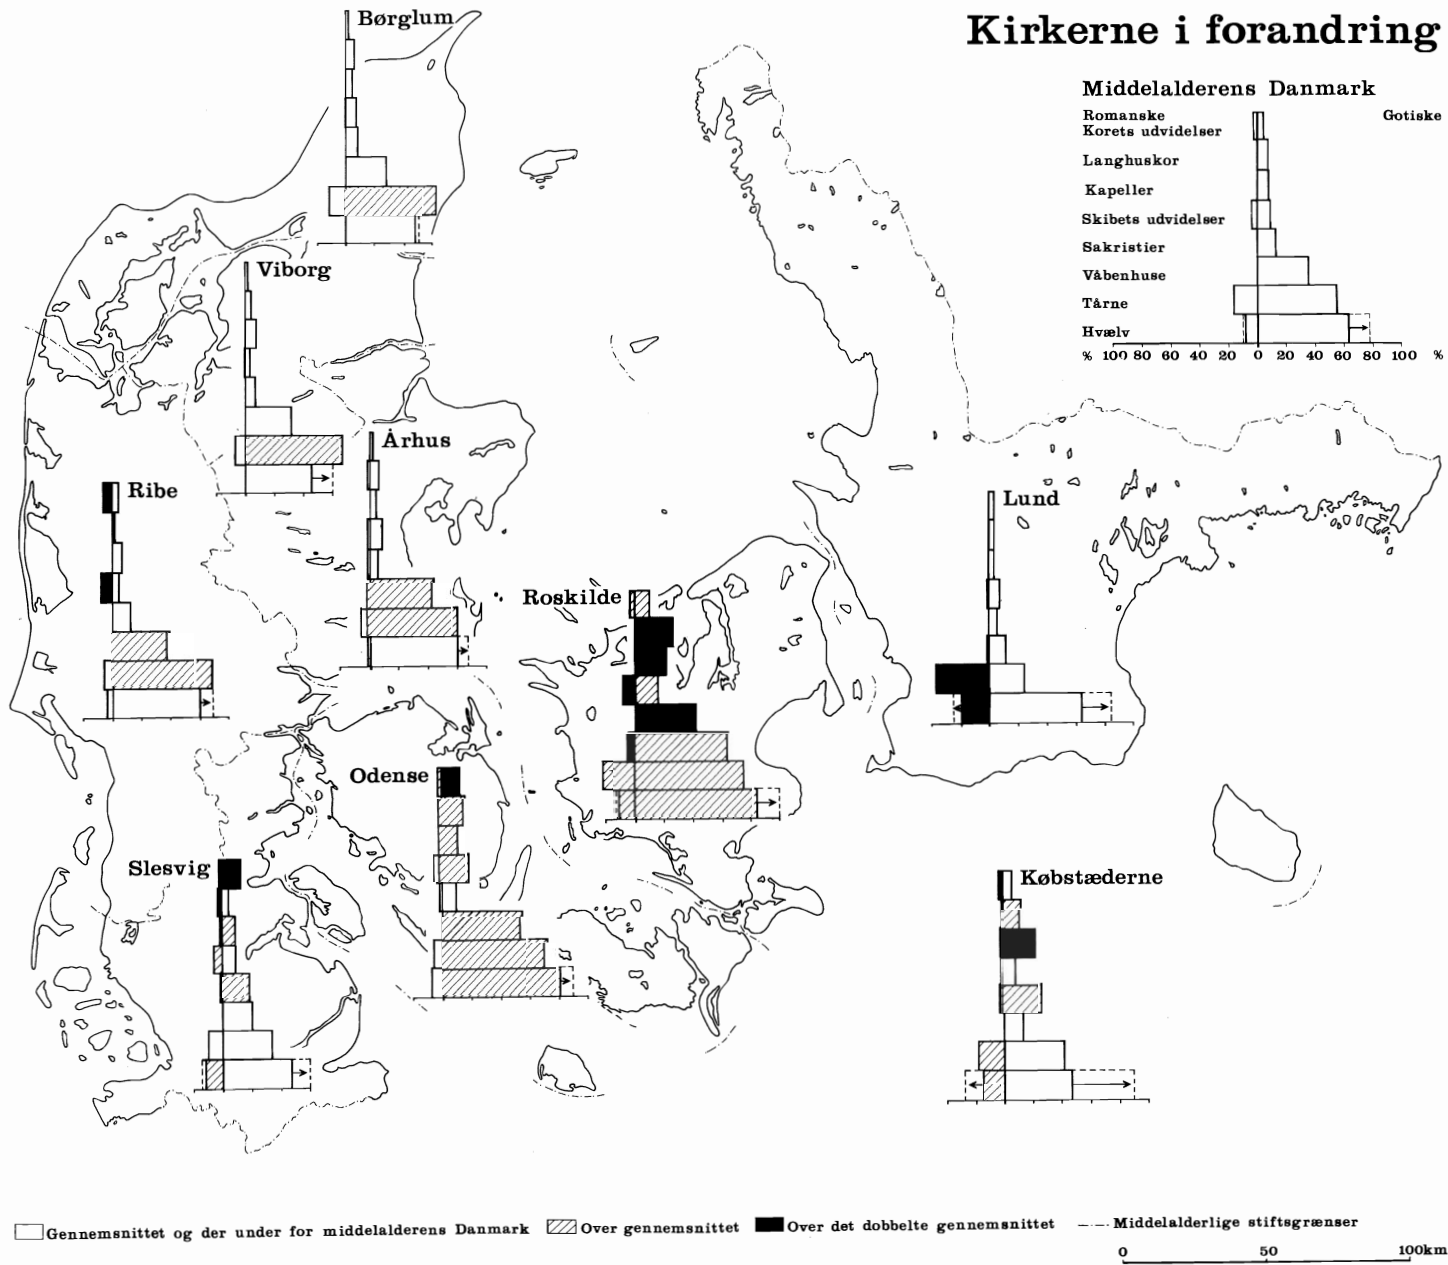 Kirkerne i forandring
Middelalderens Danmark
Romanske Gotiske
Korets udvidelser
Langhuskor
Kapeller
Skibets udvidelser
Sakristier
Våbenhuse
Tårne
Hvælv
% 100 80 60 40 20 0 20 40 60 80 100 %
Børglum
Viborg
Århus
Ribe
Lund
Roskilde
Odense
Slesvig
Købstæderne
Gennemsnittet og der under for middelalderens Danmark Over gennemsnittet Over det dobbelte gennemsnittet Middelalderlige stiftsgrænser
0 50 100km